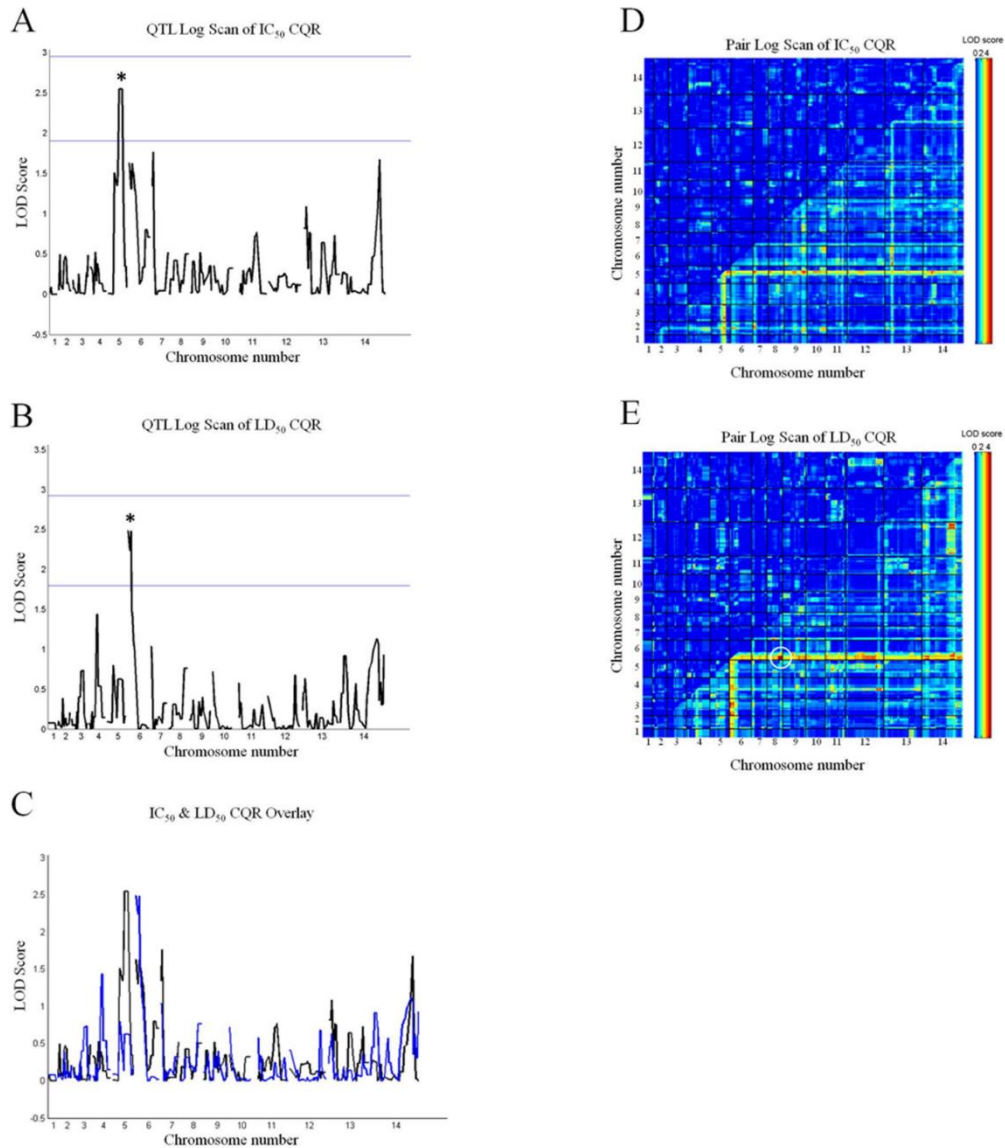 A
QTL Log Scan of IC50 CQR
3
2.5
2
1.5
1
0.5
0
-0.5
*
LOD Score
1 2 3 4 5 6 7 8 9 10 11 12 13 14
Chromosome number
B
QTL Log Scan of LD50 CQR
3.5
3
2.5
2
1.5
1
0.5
0
*
LOD Score
1 2 3 4 5 6 7 8 9 10 11 12 13 14
Chromosome number
C
IC50 & LD50 CQR Overlay
3
2.5
2
1.5
1
0.5
0
-0.5
LOD Score
1 2 3 4 5 6 7 8 9 10 11 12 13 14
Chromosome number
D
Pair Log Scan of IC50 CQR
LOD score
0 2 4
14
13
12
11
10
9
8
7
6
5
4
3
2
1
Chromosome number
1 2 3 4 5 6 7 8 9 10 11 12 13 14
Chromosome number
E
Pair Log Scan of LD50 CQR
LOD score
0 2 4
14
13
12
11
10
9
8
7
6
5
4
3
2
1
Chromosome number
1 2 3 4 5 6 7 8 9 10 11 12 13 14
Chromosome number